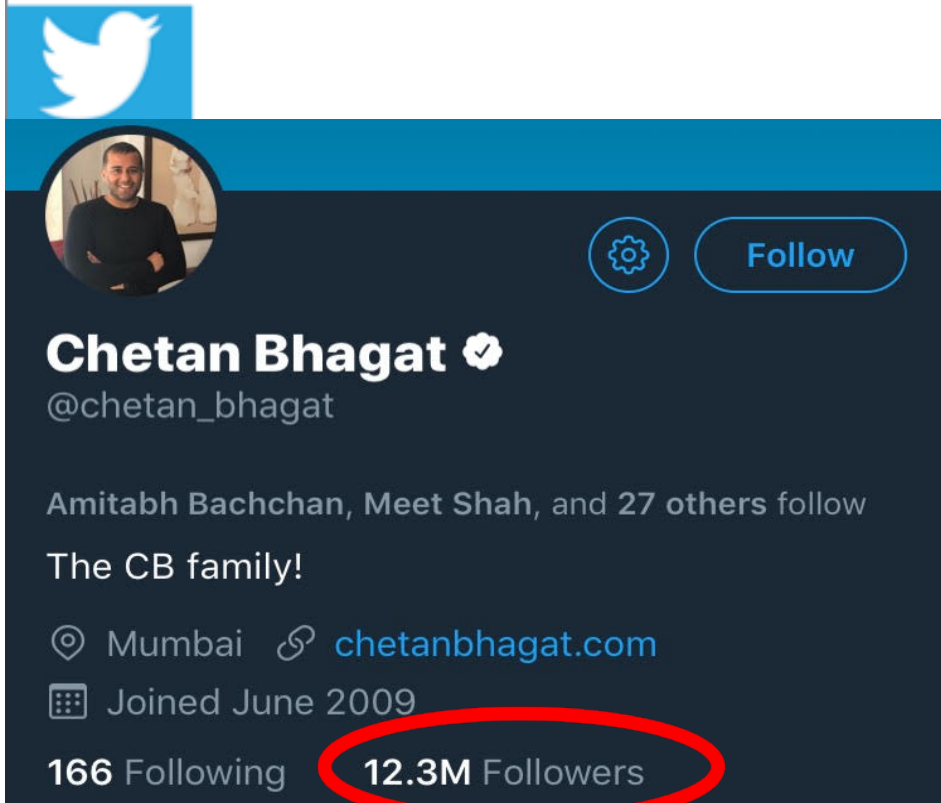 Follow
Chetan Bhagat
@chetan_bhagat
Amitabh Bachchan, Meet Shah, and 27 others follow
The CB family!
Mumbai chetanbhagat.com
Joined June 2009
166 Following 12.3M Followers